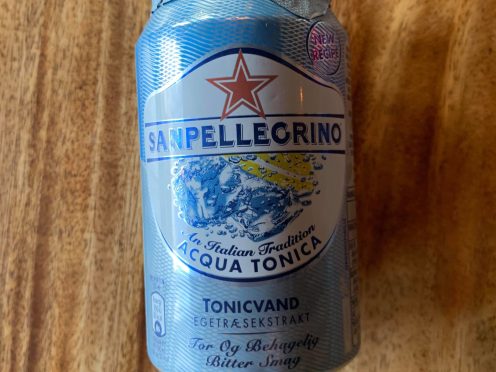 NEW
RECIPE
SANPELLEGRINO
An Italian Tradition
ACQUA TONICA
TONICVAND
EGETRÆSEKSTRAKT
Tør Og Behagelig
Bitter Smag